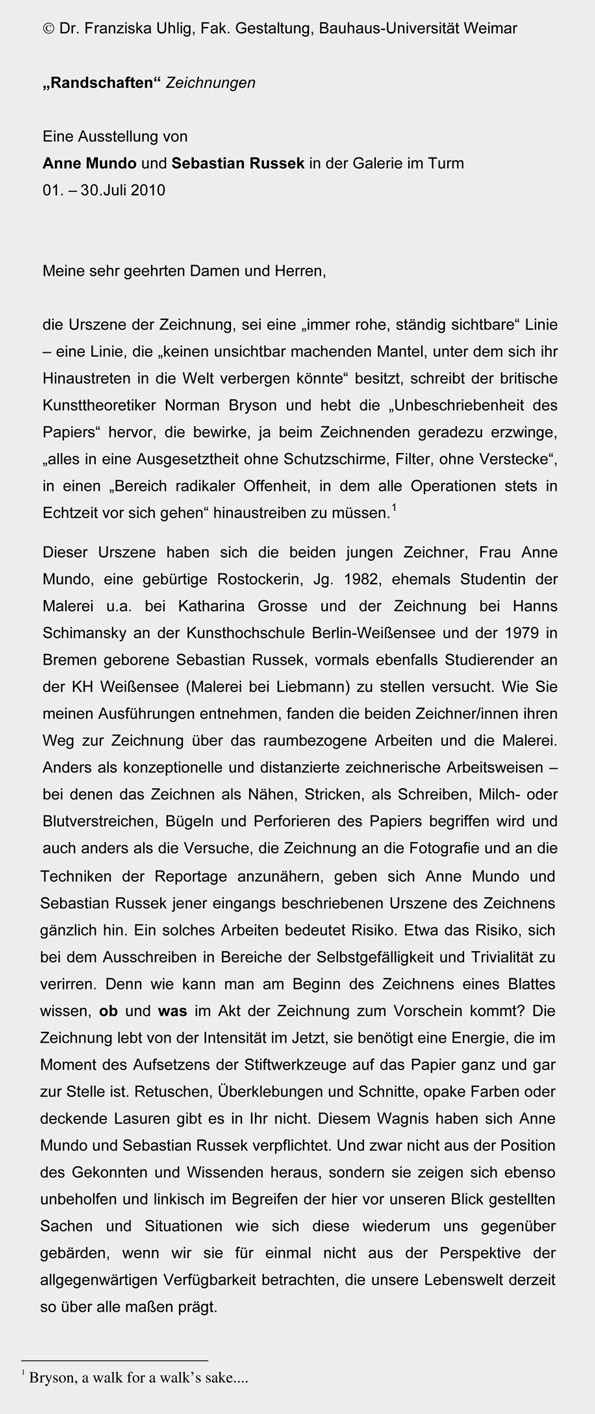 © Dr. Franziska Uhlig, Fak. Gestaltung, Bauhaus-Universität Weimar
„Randschaften“ Zeichnungen
Eine Ausstellung von
Anne Mundo und Sebastian Russek in der Galerie im Turm
01. – 30.Juli 2010
Meine sehr geehrten Damen und Herren,
die Urszene der Zeichnung, sei eine „immer rohe, ständig sichtbare“ Linie
– eine Linie, die „keinen unsichtbar machenden Mantel, unter dem sich ihr
Hinaustreten in die Welt verbergen könnte“ besitzt, schreibt der britische
Kunsttheoretiker Norman Bryson und hebt die „Unbeschriebenheit des
Papiers“ hervor, die bewirke, ja beim Zeichnenden geradezu erzwinge,
„alles in eine Ausgesetztheit ohne Schutzschirme, Filter, ohne Verstecke“,
in einen „Bereich radikaler Offenheit, in dem alle Operationen stets in
Echtzeit vor sich gehen“ hinaustreiben zu müssen.1
Dieser Urszene haben sich die beiden jungen Zeichner, Frau Anne
Mundo, eine gebürtige Rostockerin, Jg. 1982, ehemals Studentin der
Malerei u.a. bei Katharina Grosse und der Zeichnung bei Hanns
Schimansky an der Kunsthochschule Berlin-Weißensee und der 1979 in
Bremen geborene Sebastian Russek, vormals ebenfalls Studierender an
der KH Weißensee (Malerei bei Liebmann) zu stellen versucht. Wie Sie
meinen Ausführungen entnehmen, fanden die beiden Zeichner/innen ihren
Weg zur Zeichnung über das raumbezogene Arbeiten und die Malerei.
Anders als konzeptionelle und distanzierte zeichnerische Arbeitsweisen –
bei denen das Zeichnen als Nähen, Stricken, als Schreiben, Milch- oder
Blutverstreichen, Bügeln und Perforieren des Papiers begriffen wird und
auch anders als die Versuche, die Zeichnung an die Fotografie und an die
Techniken der Reportage anzunähern, geben sich Anne Mundo und
Sebastian Russek jener eingangs beschriebenen Urszene des Zeichnens
gänzlich hin. Ein solches Arbeiten bedeutet Risiko. Etwa das Risiko, sich
bei dem Ausschreiben in Bereiche der Selbstgefälligkeit und Trivialität zu
verirren. Denn wie kann man am Beginn des Zeichnens eines Blattes
wissen, ob und was im Akt der Zeichnung zum Vorschein kommt? Die
Zeichnung lebt von der Intensität im Jetzt, sie benötigt eine Energie, die im
Moment des Aufsetzens der Stiftwerkzeuge auf das Papier ganz und gar
zur Stelle ist. Retuschen, Überklebungen und Schnitte, opake Farben oder
deckende Lasuren gibt es in Ihr nicht. Diesem Wagnis haben sich Anne
Mundo und Sebastian Russek verpflichtet. Und zwar nicht aus der Position
des Gekonnten und Wissenden heraus, sondern sie zeigen sich ebenso
unbeholfen und linkisch im Begreifen der hier vor unseren Blick gestellten
Sachen und Situationen wie sich diese wiederum uns gegenüber
gebärden, wenn wir sie für einmal nicht aus der Perspektive der
allgegenwärtigen Verfügbarkeit betrachten, die unsere Lebenswelt derzeit
so über alle maßen prägt.
1 Bryson, a walk for a walk’s sake....